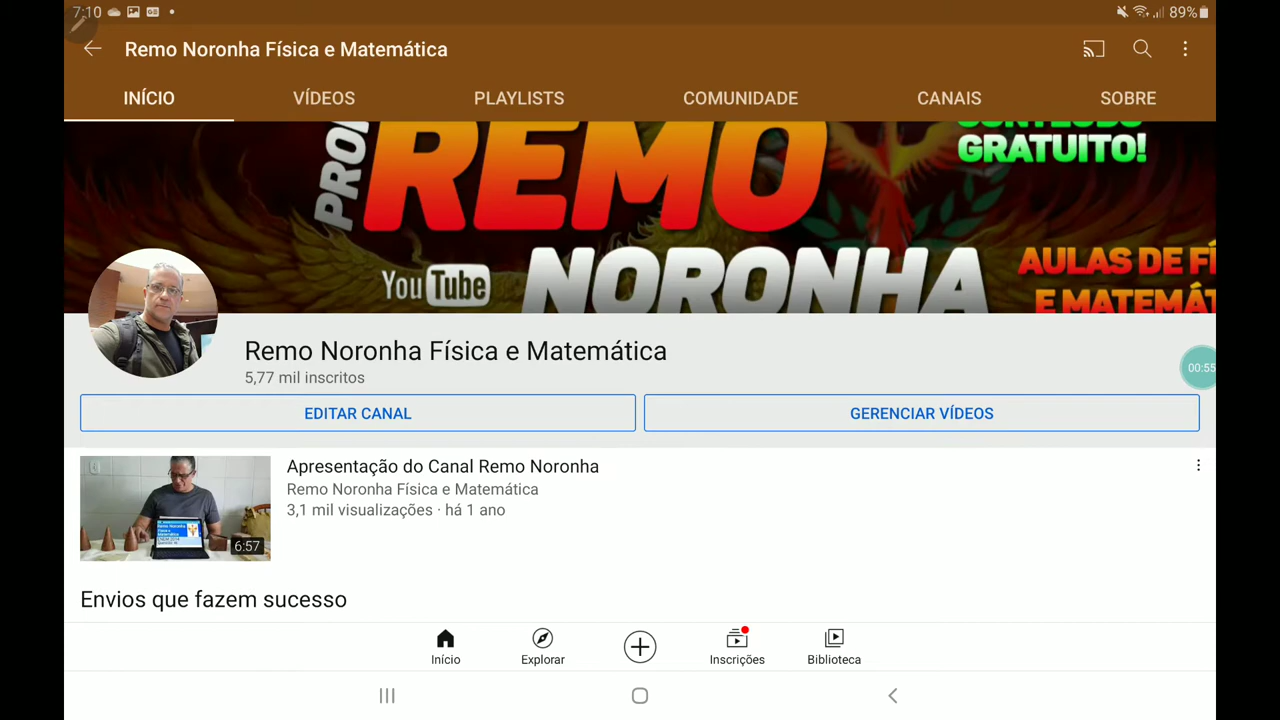 7:10
89%
Remo Noronha Física e Matemática
INÍCIO
VÍDEOS
PLAYLISTS
COMUNIDADE
CANAIS
SOBRE
REMO
GRATUITO!
YouTube
NORONHA
AULAS DE
Remo Noronha Física e Matemática
5,77 mil inscritos
00:55
EDITAR CANAL
GERENCIAR VÍDEOS
Apresentação do Canal Remo Noronha
Remo Noronha Física e Matemática
3,1 mil visualizações · há 1 ano
6:57
Envios que fazem sucesso
Início
Explorar
Inscrições
Biblioteca